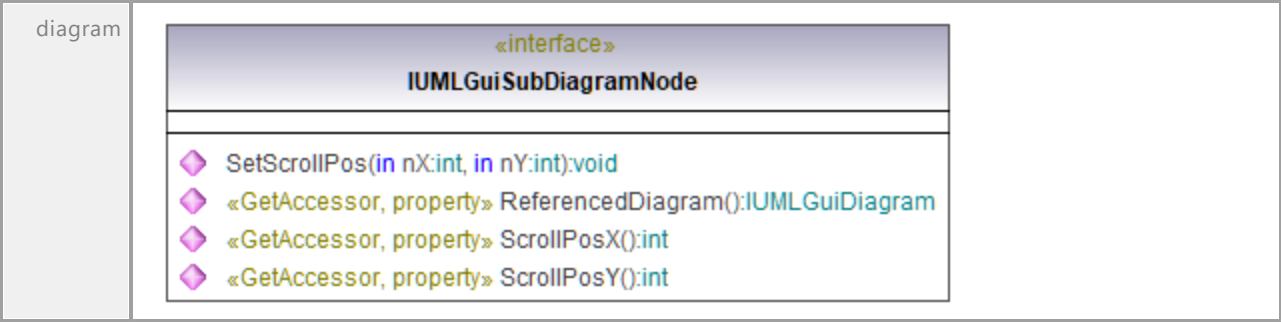 diagram
«interface»
IUMLGuiSubDiagramNode
SetScrollPos(in nX:int, in nY:int):void
«GetAccessor, property» ReferencedDiagram():IUMLGuiDiagram
«GetAccessor, property» ScrollPosX():int
«GetAccessor, property» ScrollPosY():int